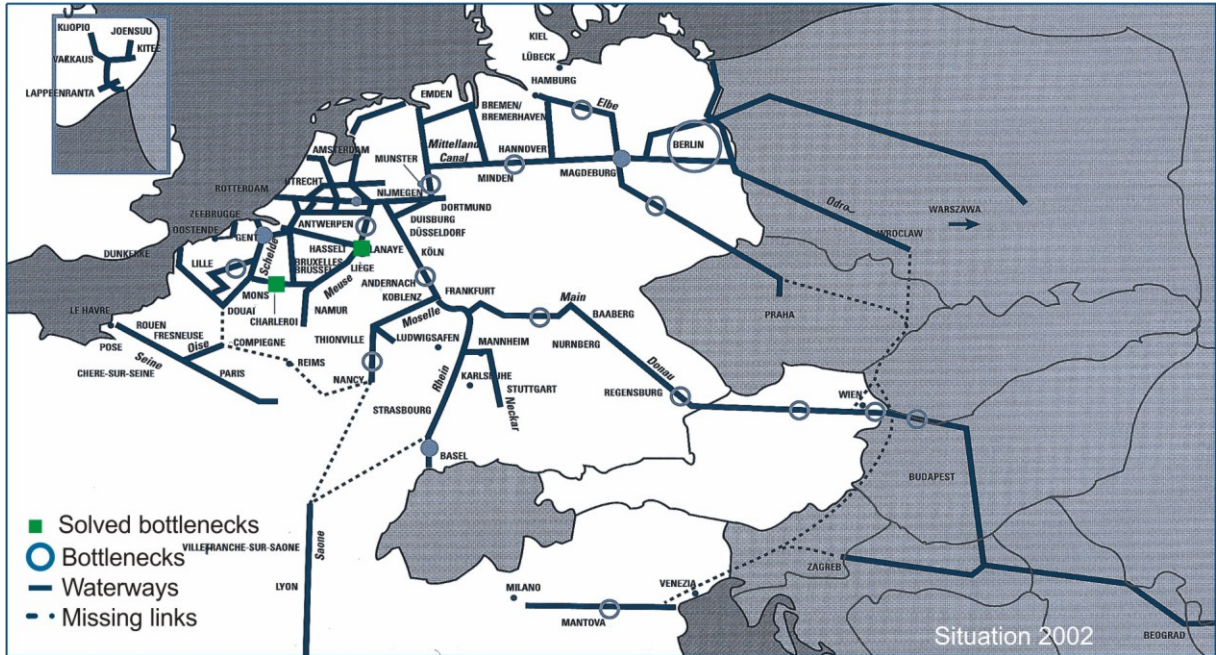 KUOPIO
JOENSUU
KITEE
VARKAUS
LAPPEENRANTA
KIEL
LÜBECK
HAMBURG
Elbe
EMDEN
BREMEN/
BREMERHAVEN
Mittelland
Canal
HANNOVER
MINDEN
MAGDEBURG
BERLIN
Odro
WARSZAWA
WROCLAW
AMSTERDAM
UTRECHT
ROTTERDAM
NIJMEGEN
MUNSTER
DORTMUND
DUISBURG
DÜSSELDORF
ZEEBRUGGE
OOSTENDE
GENT
ANTWERPEN
HASSELT
LANAYE
DUNKERKE
LILLE
Schelde
BRUXELLES
BRUSSEL
LIÈGE
Meuse
KÖLN
ANDERNACH
KOBLENZ
FRANKFURT
Main
BAABERG
PRAHA
MONS
DOUAÍ
CHARLEROI
NAMUR
Moselle
LE HAVRE
ROUEN
FRESNEUSE
Oise
COMPIEGNE
POSE
Seine
CHERE-SUR-SEINE
PARIS
REIMS
THIONVILLE
LUDWIGSAFEN
MANNHEIM
NURNBERG
NANCY
Rhein
KARLSRUHE
STUTTGART
Neckar
STRASBOURG
REGENSBURG
Donau
WIEN
BASEL
BUDAPEST
Solved bottlenecks
Bottlenecks
VILLEFRANCHE-SUR-SAONE
Saone
Waterways
LYON
Missing links
MILANO
MANTOVA
VENEZIA
ZAGREB
BEOGRAD
Situation 2002